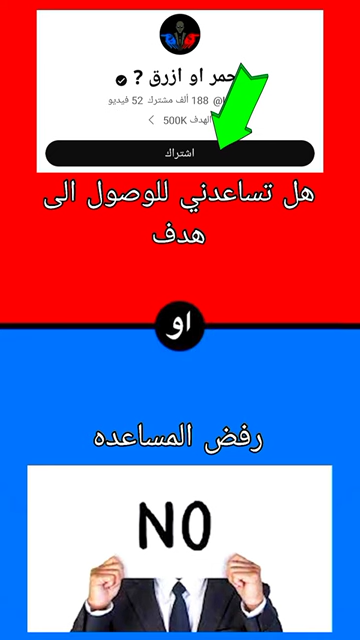 حمر او ازرق ?
188 ألف مشترك 52 فيديو
الهدف 500K
اشتراك
هل تساعدني للوصول الى
هدف
او
رفض المساعده
NO